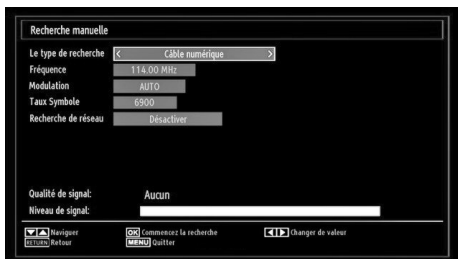 Recherche manuelle
Le type de recherche < Câble numérique >
Fréquence 114.00 MHz
Modulation AUTO
Taux Symbole 6900
Recherche de réseau Désactiver
Qualité de signal: Aucun
Niveau de signal:
Naviguer OK Commencez la recherche Changer de valeur
RETURN Retour MENU Quitter